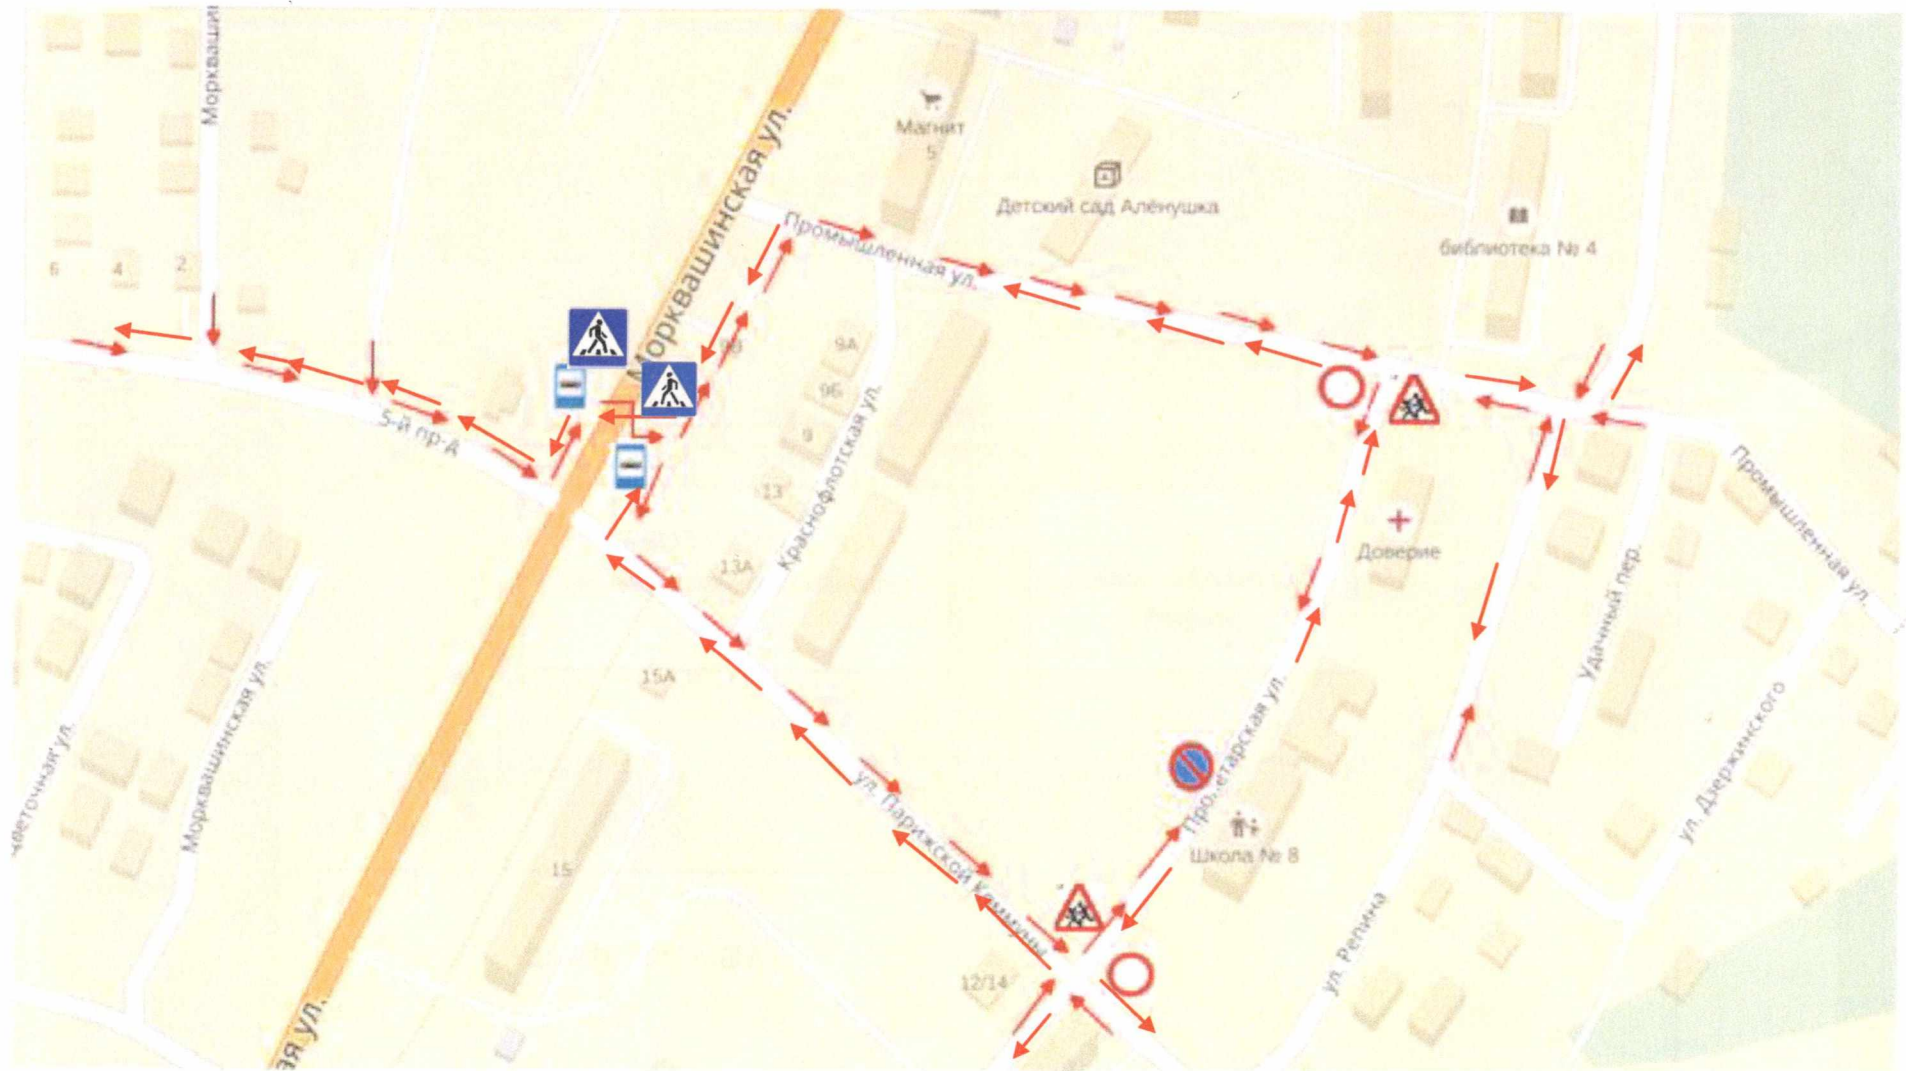 Морквашин
Морквашинская ул.
Магнит
5
Детский сад Алёнушка
Промышленная ул.
библиотека № 4
6
4
2
9В
9А
9Б
9
5-й пр-д
13
Краснофлотская ул.
13А
Доверие
Промышленная ул.
Удачный пер.
15А
Морквашинская ул.
цветочная ул.
ул. Парижской Коммуны
Пролетарская ул.
Школа № 8
ул. Дзержинского
15
ул. Репина
12/14
ая ул.